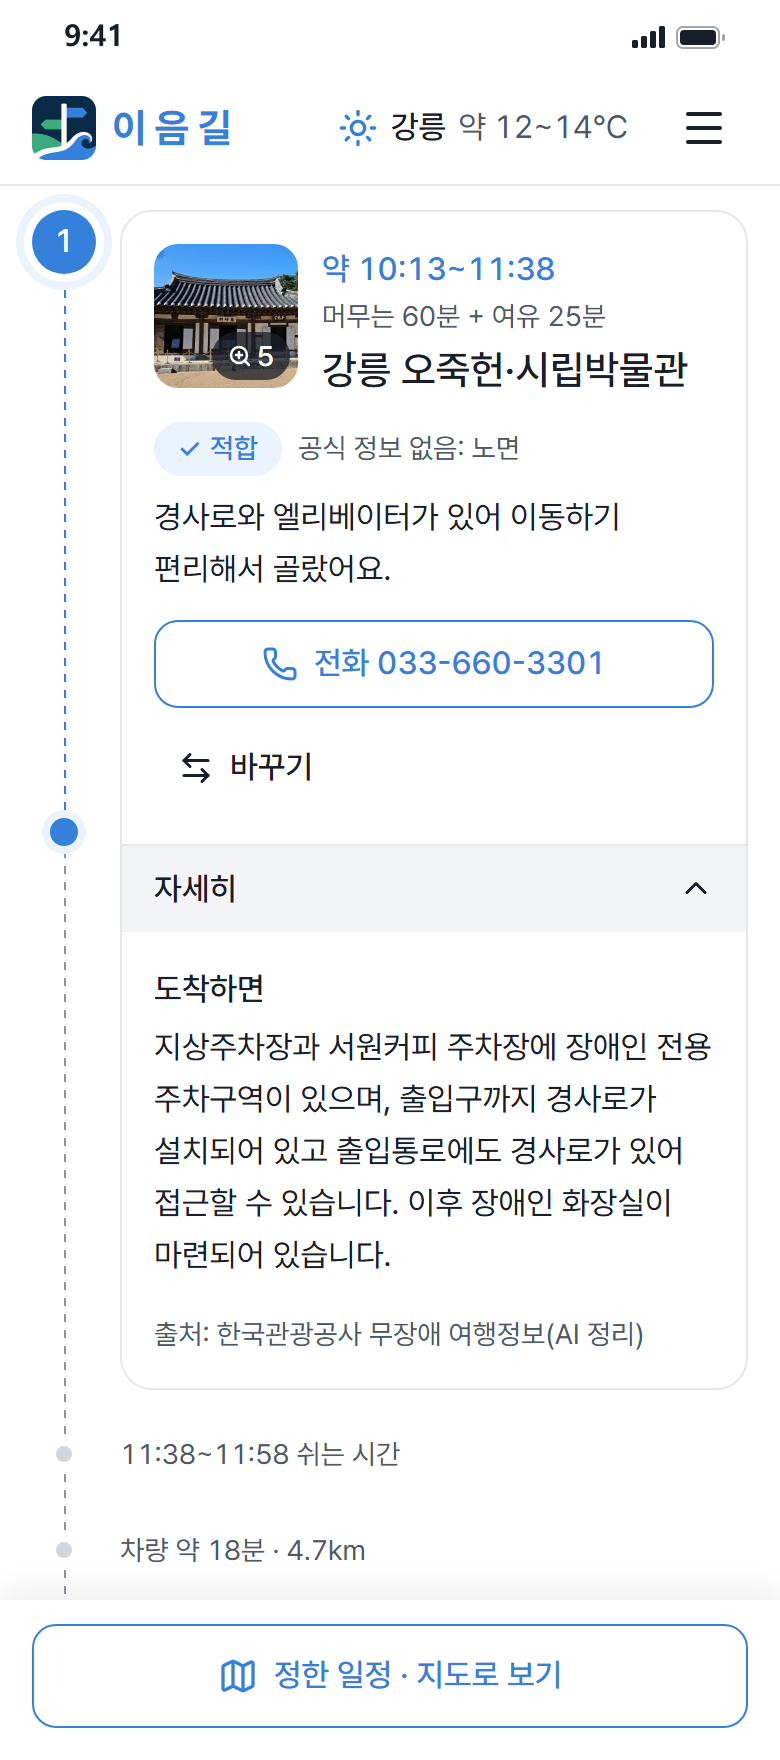 9:41
이음길
강릉 약 12~14°C
1
5
약 10:13~11:38
머무는 60분 + 여유 25분
강릉 오죽헌·시립박물관
적합
공식 정보 없음: 노면
경사로와 엘리베이터가 있어 이동하기
편리해서 골랐어요.
전화 033-660-3301
바꾸기
자세히
도착하면
지상주차장과 서원커피 주차장에 장애인 전용
주차구역이 있으며, 출입구까지 경사로가
설치되어 있고 출입통로에도 경사로가 있어
접근할 수 있습니다. 이후 장애인 화장실이
마련되어 있습니다.
출처: 한국관광공사 무장애 여행정보(AI 정리)
11:38~11:58 쉬는 시간
차량 약 18분 · 4.7km
정한 일정 · 지도로 보기